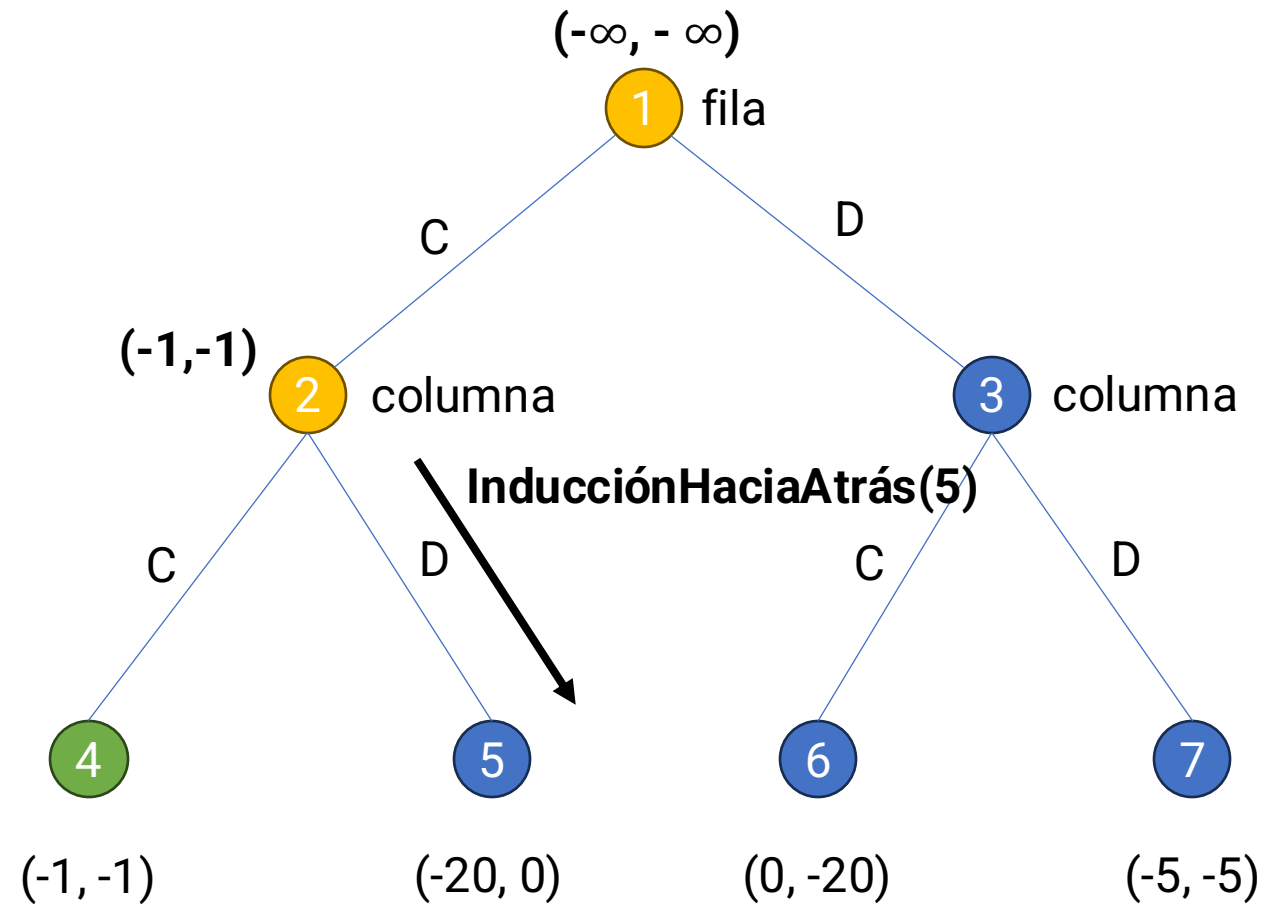 (-∞, - ∞)
1 fila
C
D
(-1,-1)
2 columna
3 columna
InducciónHaciaAtrás(5)
C
D
C
D
4
5
6
7
(-1, -1)
(-20, 0)
(0, -20)
(-5, -5)